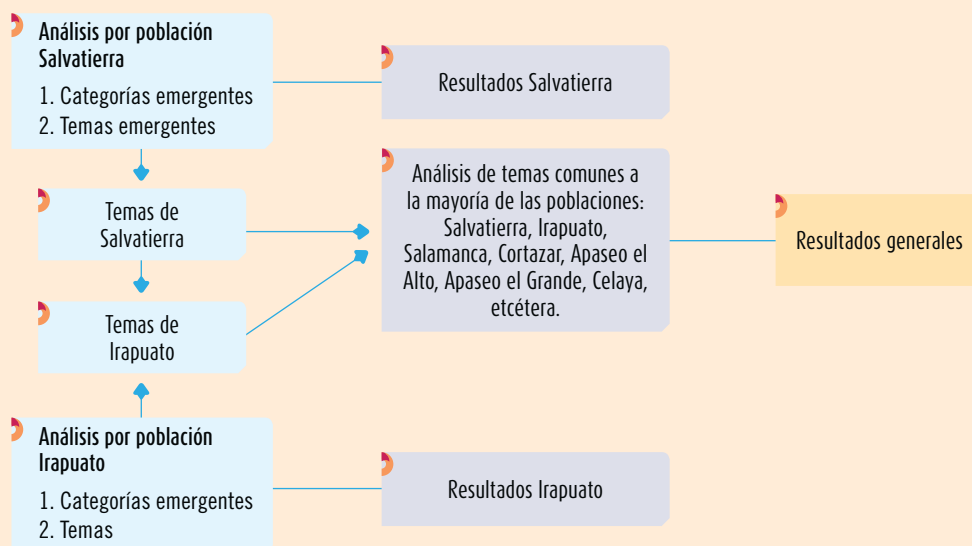 Análisis por población
Salvatierra
1. Categorías emergentes
2. Temas emergentes
Resultados Salvatierra
Temas de
Salvatierra
Análisis de temas comunes a
la mayoría de las poblaciones:
Salvatierra, Irapuato,
Salamanca, Cortazar, Apaseo el
Alto, Apaseo el Grande, Celaya,
etcétera.
Resultados generales
Temas de
Irapuato
Análisis por población
Irapuato
1. Categorías emergentes
2. Temas
Resultados Irapuato